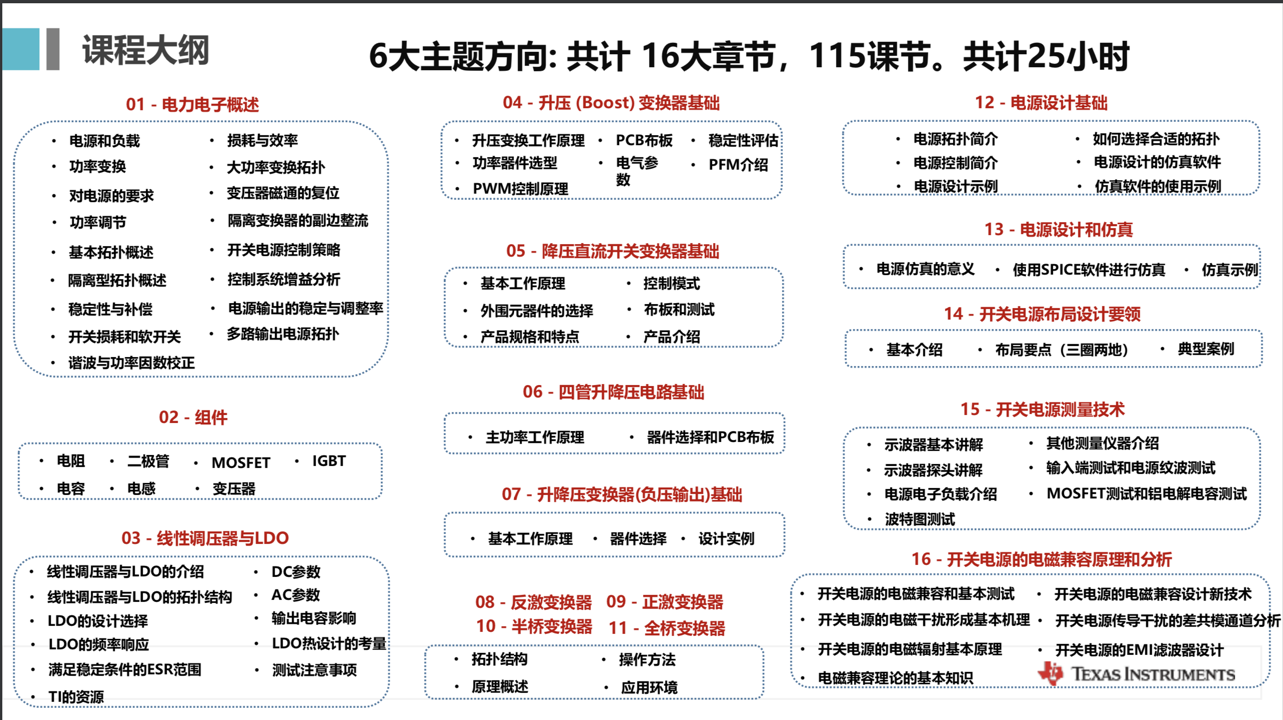 课程大纲
6大主题方向: 共计 16大章节，115课节。共计25小时
01 - 电力电子概述
• 电源和负载
• 功率变换
• 对电源的要求
• 功率调节
• 基本拓扑概述
• 隔离型拓扑概述
• 稳定性与补偿
• 开关损耗和软开关
• 谐波与功率因数校正
• 损耗与效率
• 大功率变换拓扑
• 变压器磁通的复位
• 隔离变换器的副边整流
• 开关电源控制策略
• 控制系统增益分析
• 电源输出的稳定与调整率
• 多路输出电源拓扑
02 - 组件
• 电阻
• 二极管
• MOSFET
• IGBT
• 电容
• 电感
• 变压器
03 - 线性调压器与LDO
• 线性调压器与LDO的介绍
• 线性调压器与LDO的拓扑结构
• LDO的设计选择
• LDO的频率响应
• 满足稳定条件的ESR范围
• TI的资源
• DC参数
• AC参数
• 输出电容影响
• LDO热设计的考量
• 测试注意事项
04 - 升压 (Boost) 变换器基础
• 升压变换工作原理
• 功率器件选型
• PWM控制原理
• PCB布板
• 电气参
数
• 稳定性评估
• PFM介绍
05 - 降压直流开关变换器基础
• 基本工作原理
• 外围元器件的选择
• 产品规格和特点
• 控制模式
• 布板和测试
• 产品介绍
06 - 四管升降压电路基础
• 主功率工作原理
• 器件选择和PCB布板
07 - 升降压变换器(负压输出)基础
• 基本工作原理
• 器件选择
• 设计实例
08 - 反激变换器
09 - 正激变换器
10 - 半桥变换器
11 - 全桥变换器
• 拓扑结构
• 原理概述
• 操作方法
• 应用环境
12 - 电源设计基础
• 电源拓扑简介
• 电源控制简介
• 电源设计示例
• 如何选择合适的拓扑
• 电源设计的仿真软件
• 仿真软件的使用示例
13 - 电源设计和仿真
• 电源仿真的意义
• 使用SPICE软件进行仿真
• 仿真示例
14 - 开关电源布局设计要领
• 基本介绍
• 布局要点（三圈两地）
• 典型案例
15 - 开关电源测量技术
• 示波器基本讲解
• 示波器探头讲解
• 电源电子负载介绍
• 波特图测试
• 其他测量仪器介绍
• 输入端测试和电源纹波测试
• MOSFET测试和铝电解电容测试
16 - 开关电源的电磁兼容原理和分析
• 开关电源的电磁兼容和基本测试
• 开关电源的电磁干扰形成基本机理
• 开关电源的电磁辐射基本原理
• 电磁兼容理论的基本知识
• 开关电源的电磁兼容设计新技术
• 开关电源传导干扰的差共模通道分析
• 开关电源的EMI滤波器设计
TEXAS INSTRUMENTS